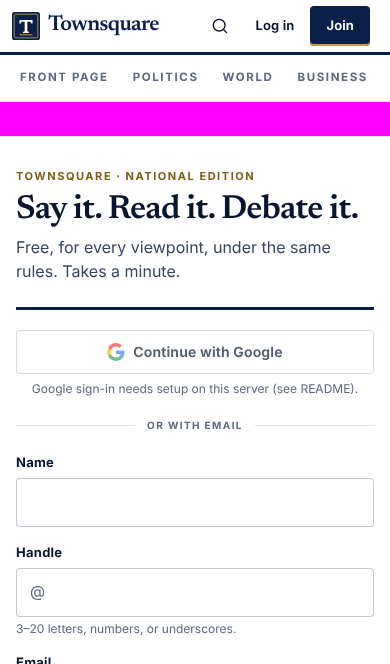 T Townsquare Log in Join
FRONT PAGE POLITICS WORLD BUSINESS
TOWNSQUARE · NATIONAL EDITION
Say it. Read it. Debate it.
Free, for every viewpoint, under the same
rules. Takes a minute.
Continue with Google
Google sign-in needs setup on this server (see README).
OR WITH EMAIL
Name
Handle
@
3–20 letters, numbers, or underscores.
Email